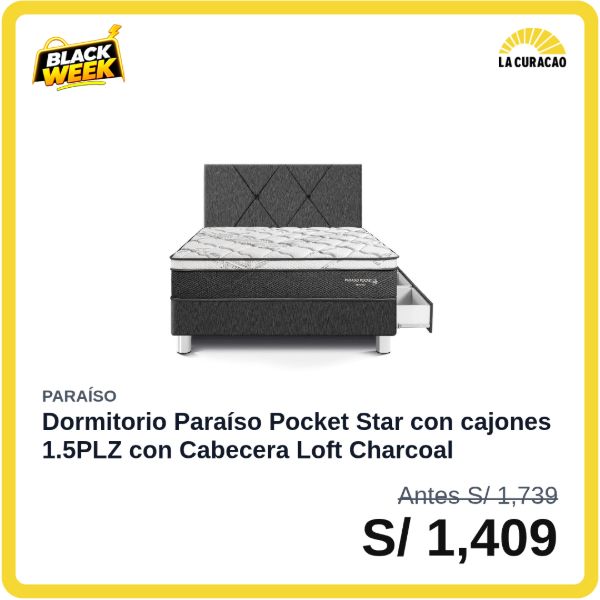 BLACK
WEEK
LA CURACAO
PARAÍSO
Dormitorio Paraíso Pocket Star con cajones
1.5PLZ con Cabecera Loft Charcoal
Antes S/ 1,739
S/ 1,409